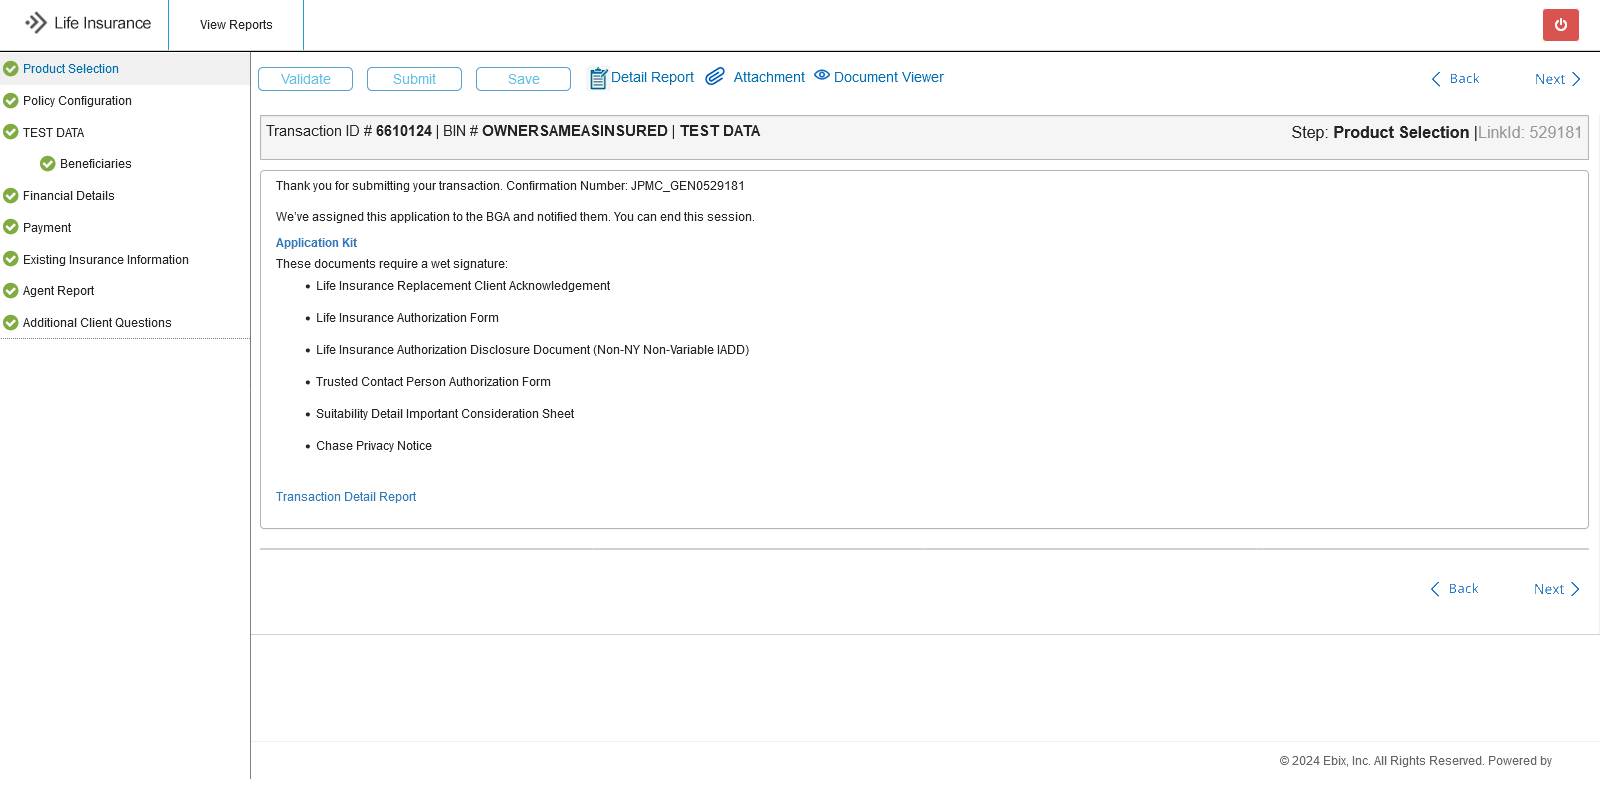 Life Insurance
View Reports
Product Selection
Policy Configuration
TEST DATA
Beneficiaries
Financial Details
Payment
Existing Insurance Information
Agent Report
Additional Client Questions
Validate
Submit
Save
Detail Report
Attachment
Document Viewer
Back
Next
Transaction ID # 6610124 | BIN # OWNERSAMEASINSURED | TEST DATA
Step: Product Selection |LinkId: 529181
Thank you for submitting your transaction. Confirmation Number: JPMC_GEN0529181
We've assigned this application to the BGA and notified them. You can end this session.
Application Kit
These documents require a wet signature:
• Life Insurance Replacement Client Acknowledgement
• Life Insurance Authorization Form
• Life Insurance Authorization Disclosure Document (Non-NY Non-Variable IADD)
• Trusted Contact Person Authorization Form
• Suitability Detail Important Consideration Sheet
• Chase Privacy Notice
Transaction Detail Report
Back
Next
© 2024 Ebix, Inc. All Rights Reserved. Powered by